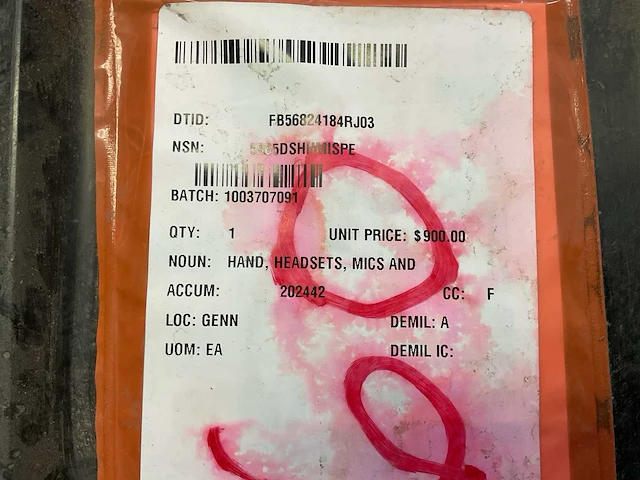 DTID: FB56824184RJ03
NSN:
BATCH: 1003707091
QTY: 1 UNIT PRICE: $900.00
NOUN: HAND, HEADSETS, MICS AND
ACCUM: 202442 CC: F
LOC: GENN DEMIL: A
UOM: EA DEMIL IC: